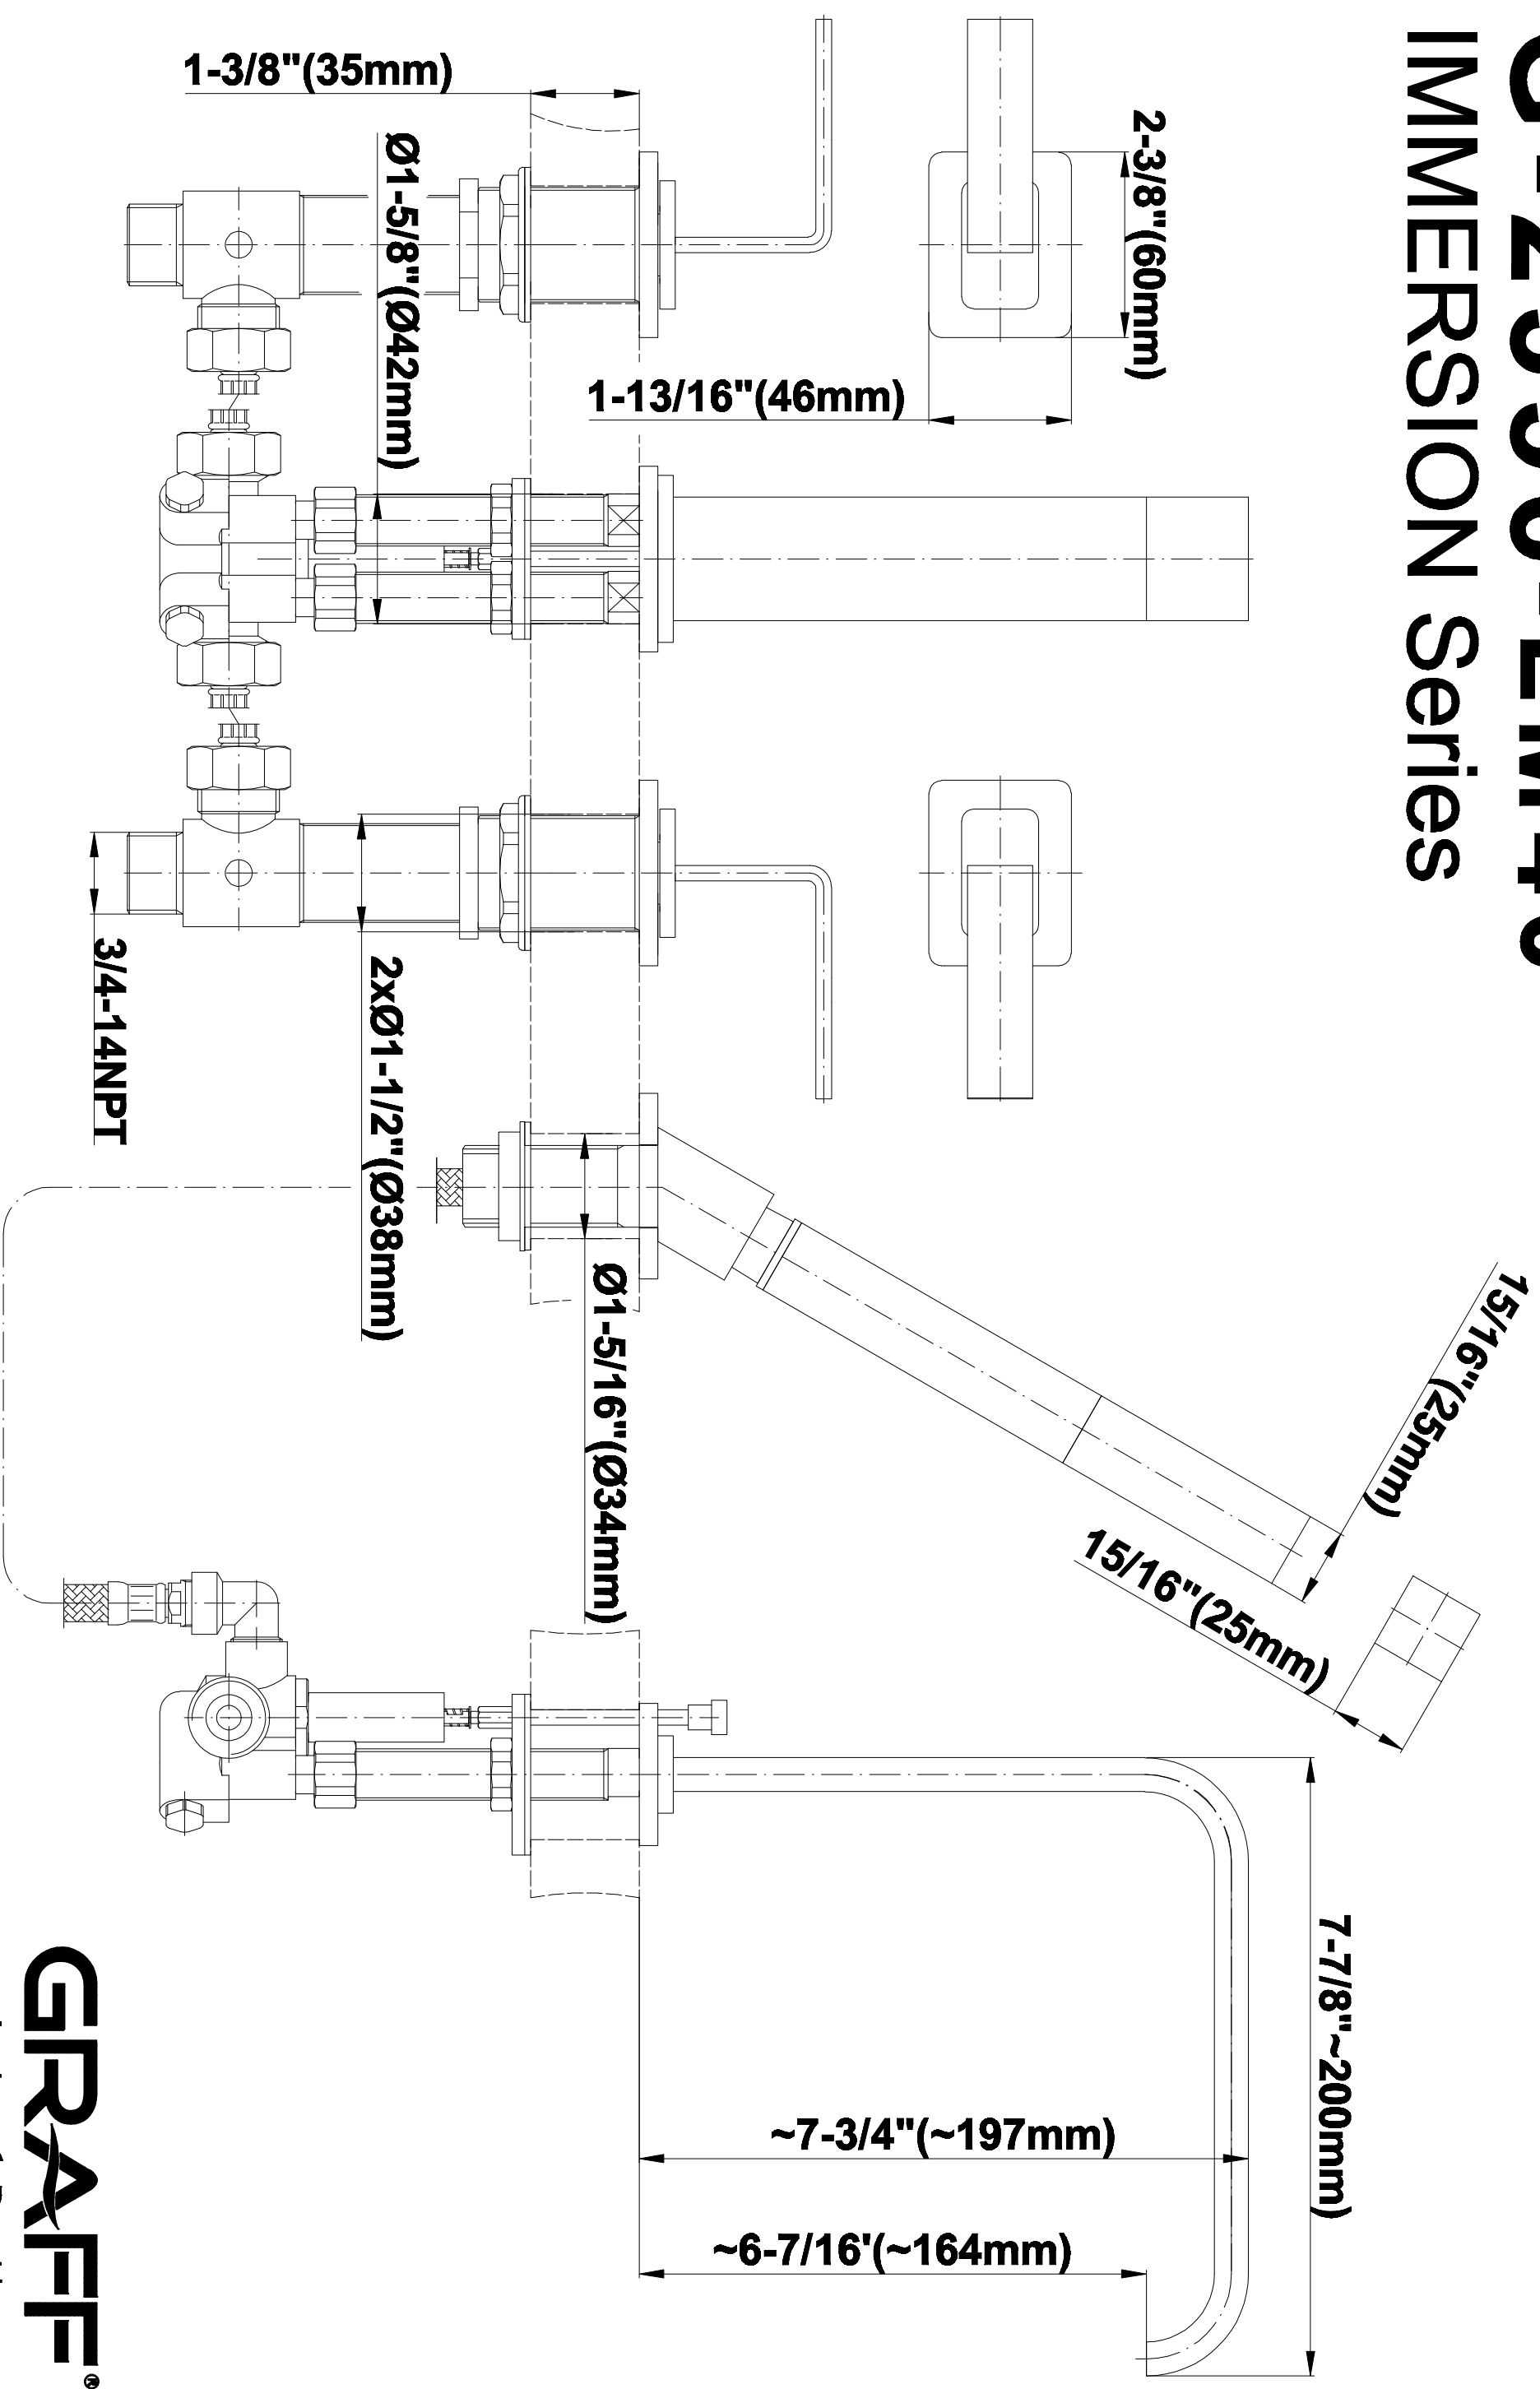 IMMERSION Series
2-3/8"(60mm)
1-3/8"(35mm)
Ø1-5/8"(Ø42mm)
1-13/16"(46mm)
3/4-14NPT
2xØ1-1/2"(Ø38mm)
Ø1-5/16"(Ø34mm)
15/16"(25mm)
15/16"(25mm)
7-7/8"~200mm)
~7-3/4"(~197mm)
~6-7/16'(~164mm)
GRAFF®